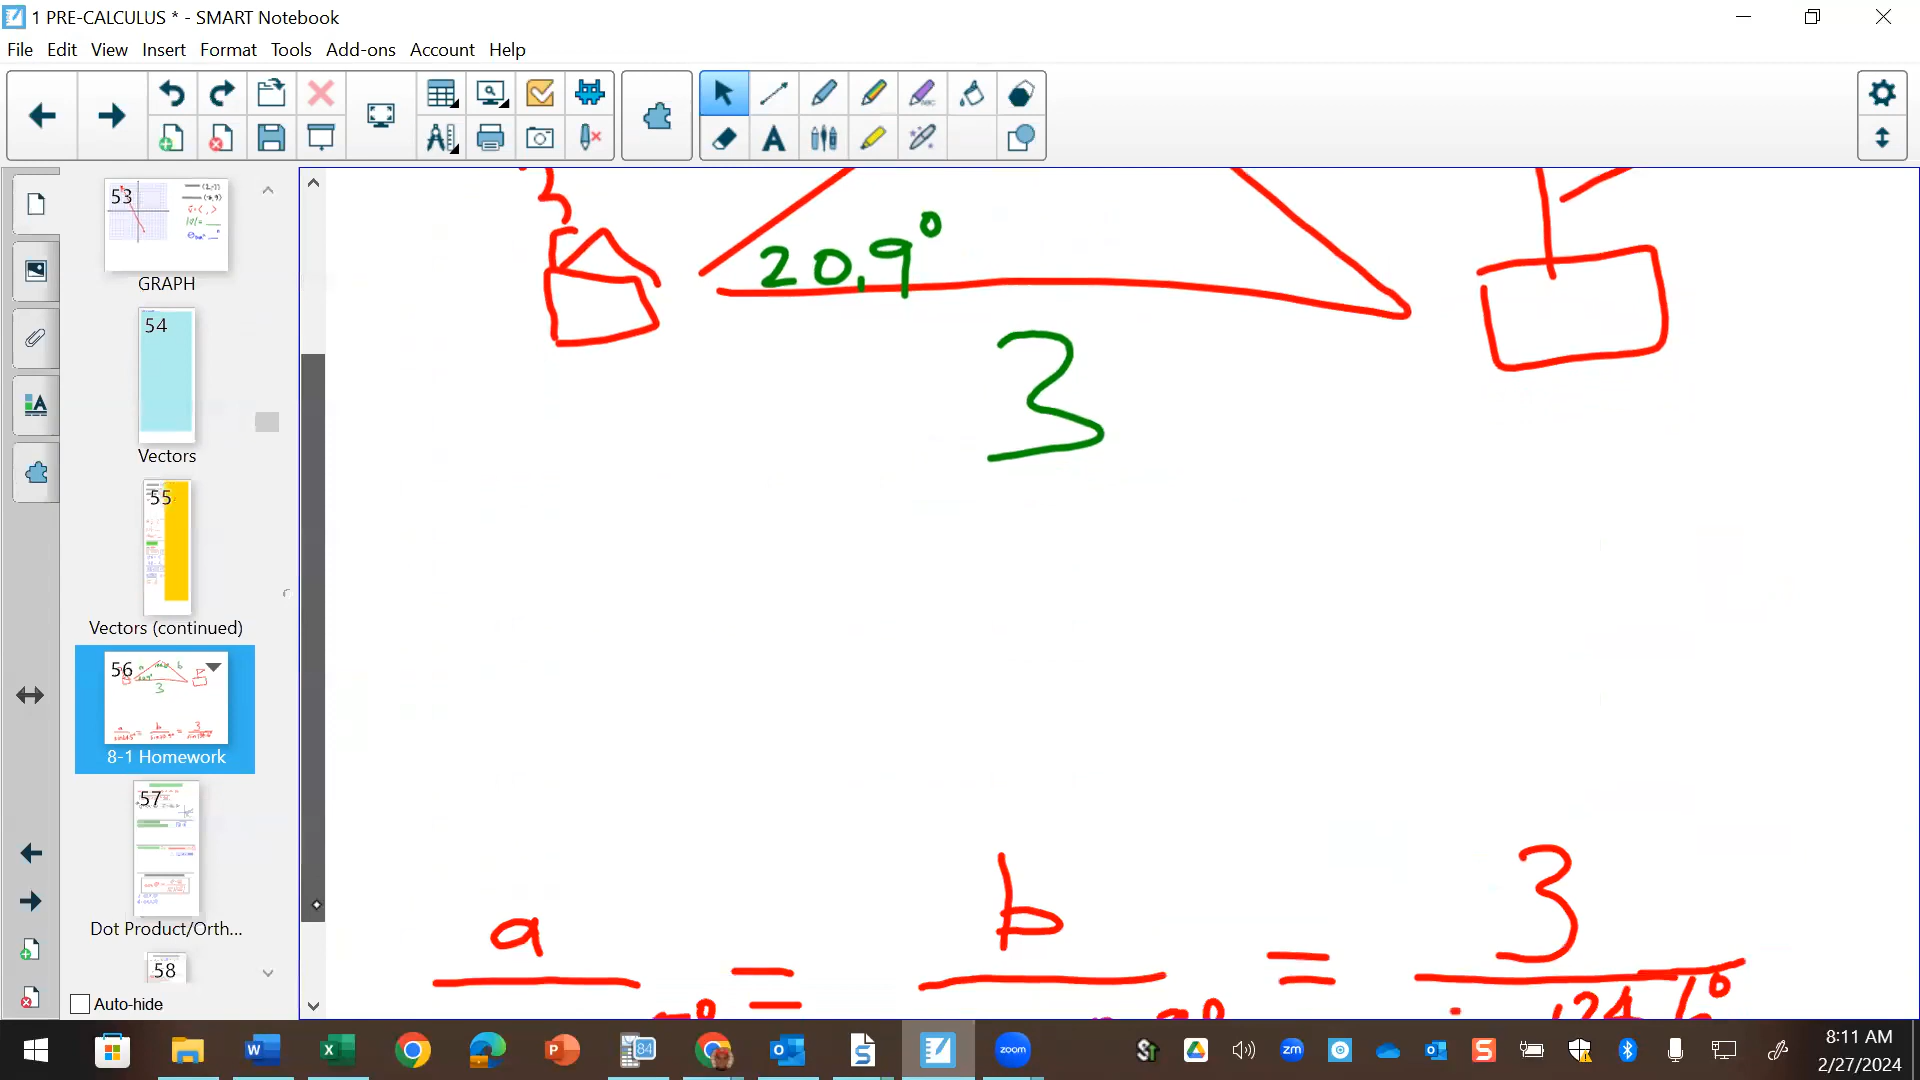 1 PRE-CALCULUS * - SMART Notebook
File Edit View Insert Format Tools Add-ons Account Help
53
GRAPH
54
Vectors
55
Vectors (continued)
56
8-1 Homework
57
Dot Product/Orth...
58
Auto-hide
20.9°
3
a = b = 3
8:11 AM
2/27/2024